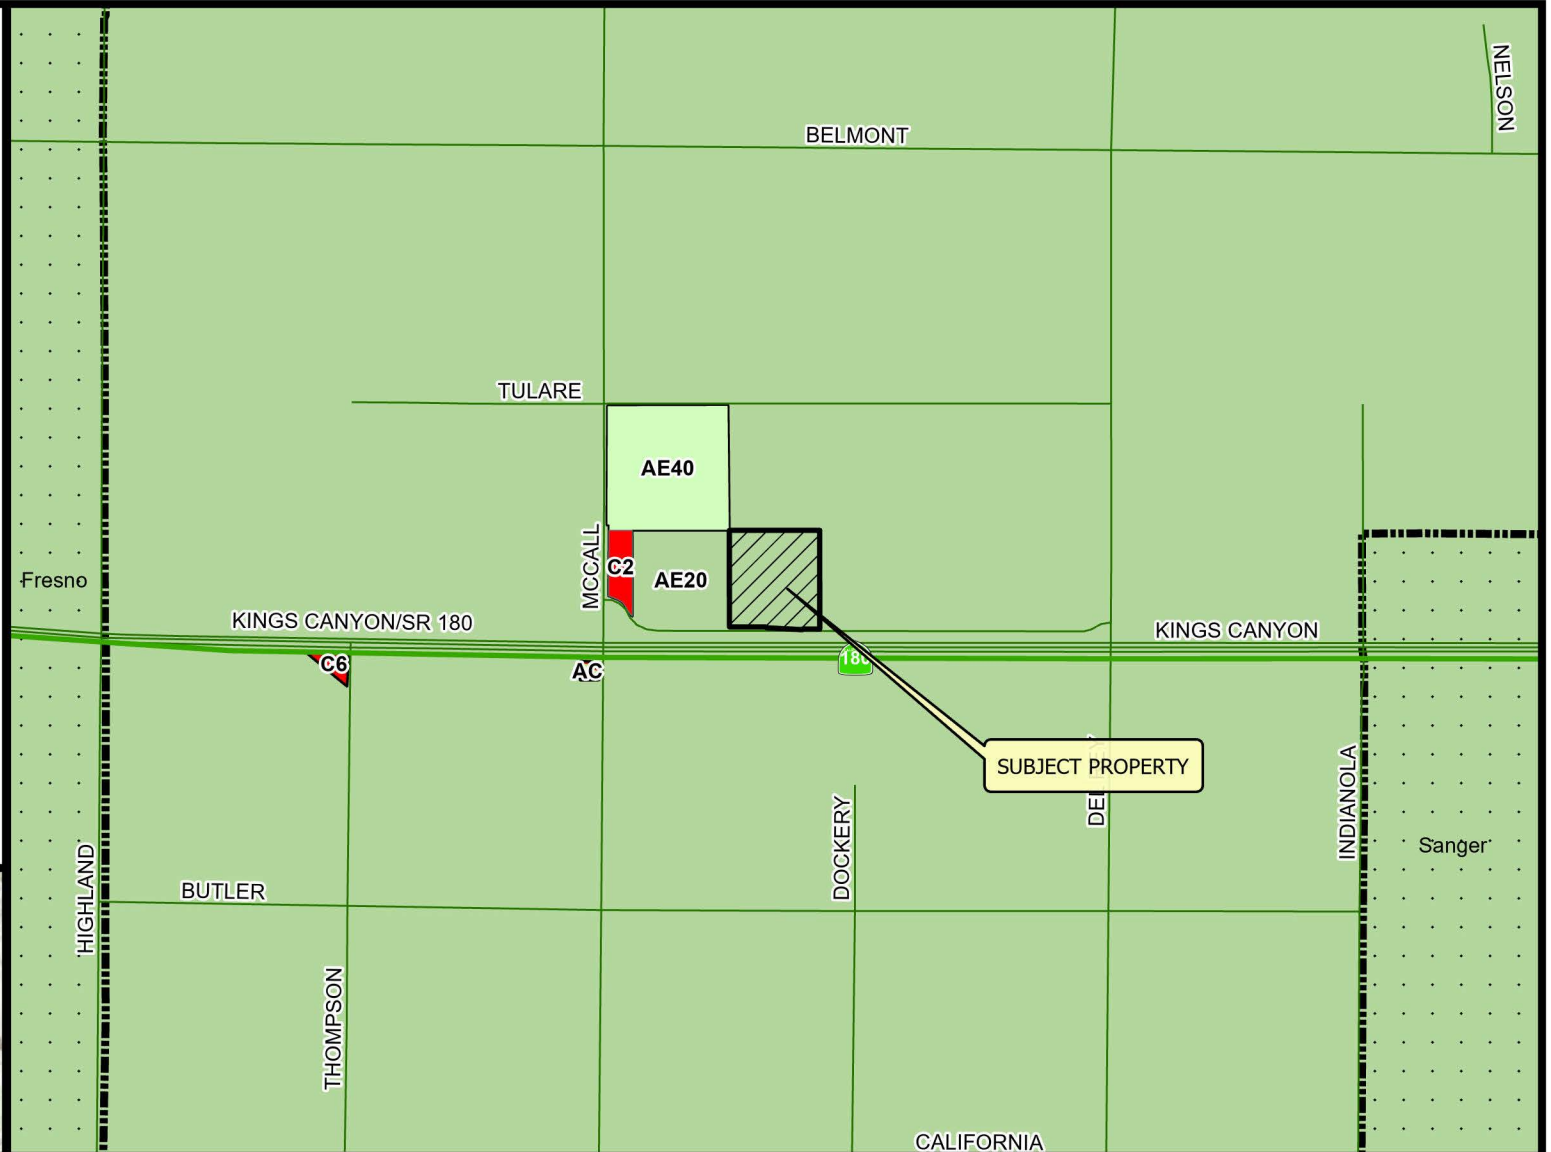 NELSON
BELMONT
TULARE
AE40
MCCALL
C2
AE20
Fresno
KINGS CANYON/SR 180
KINGS CANYON
C6
AC
180
SUBJECT PROPERTY
INDIANOLA
DOCKERY
Sanger
HIGHLAND
BUTLER
THOMPSON
CALIFORNIA